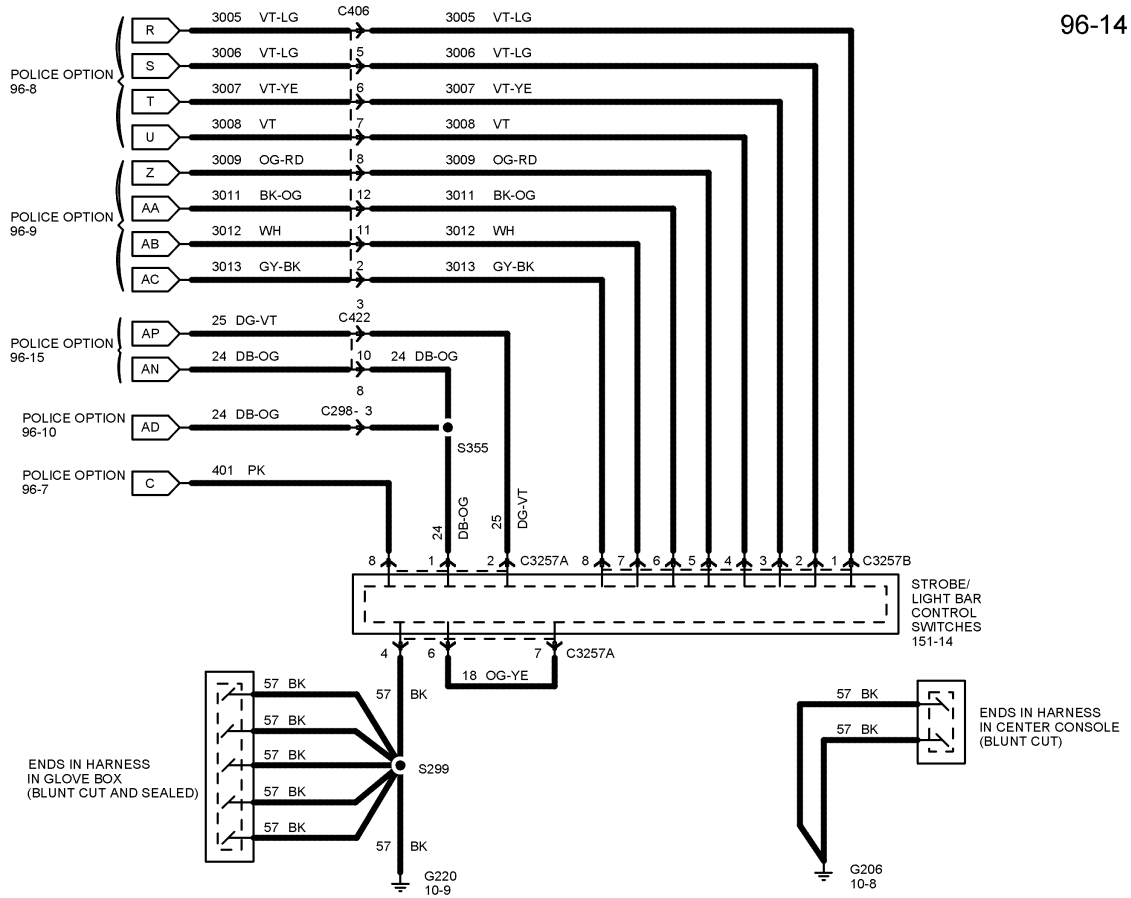 96-14
C406
R 3005 VT-LG 3005 VT-LG
5
S 3006 VT-LG 3006 VT-LG
6
T 3007 VT-YE 3007 VT-YE
7
U 3008 VT 3008 VT
POLICE OPTION
96-8
8
Z 3009 OG-RD 3009 OG-RD
12
AA 3011 BK-OG 3011 BK-OG
11
AB 3012 WH 3012 WH
2
AC 3013 GY-BK 3013 GY-BK
3
POLICE OPTION
96-9
C422
AP 25 DG-VT
10
AN 24 DB-OG 24 DB-OG
8
POLICE OPTION
96-15
POLICE OPTION
96-10
AD 24 DB-OG C298- 3
S355
POLICE OPTION
96-7
C 401 PK
24 DB-OG
25 DG-VT
8 1 2 C3257A 8 7 6 5 4 3 2 1 C3257B
STROBE/
LIGHT BAR
CONTROL
SWITCHES
151-14
4 6 7 C3257A
18 OG-YE
57 BK
57 BK
57 BK
57 BK
57 BK
57 BK
S299
57 BK
ENDS IN HARNESS
IN GLOVE BOX
(BLUNT CUT AND SEALED)
G220
10-9
57 BK
57 BK
ENDS IN HARNESS
IN CENTER CONSOLE
(BLUNT CUT)
G206
10-8